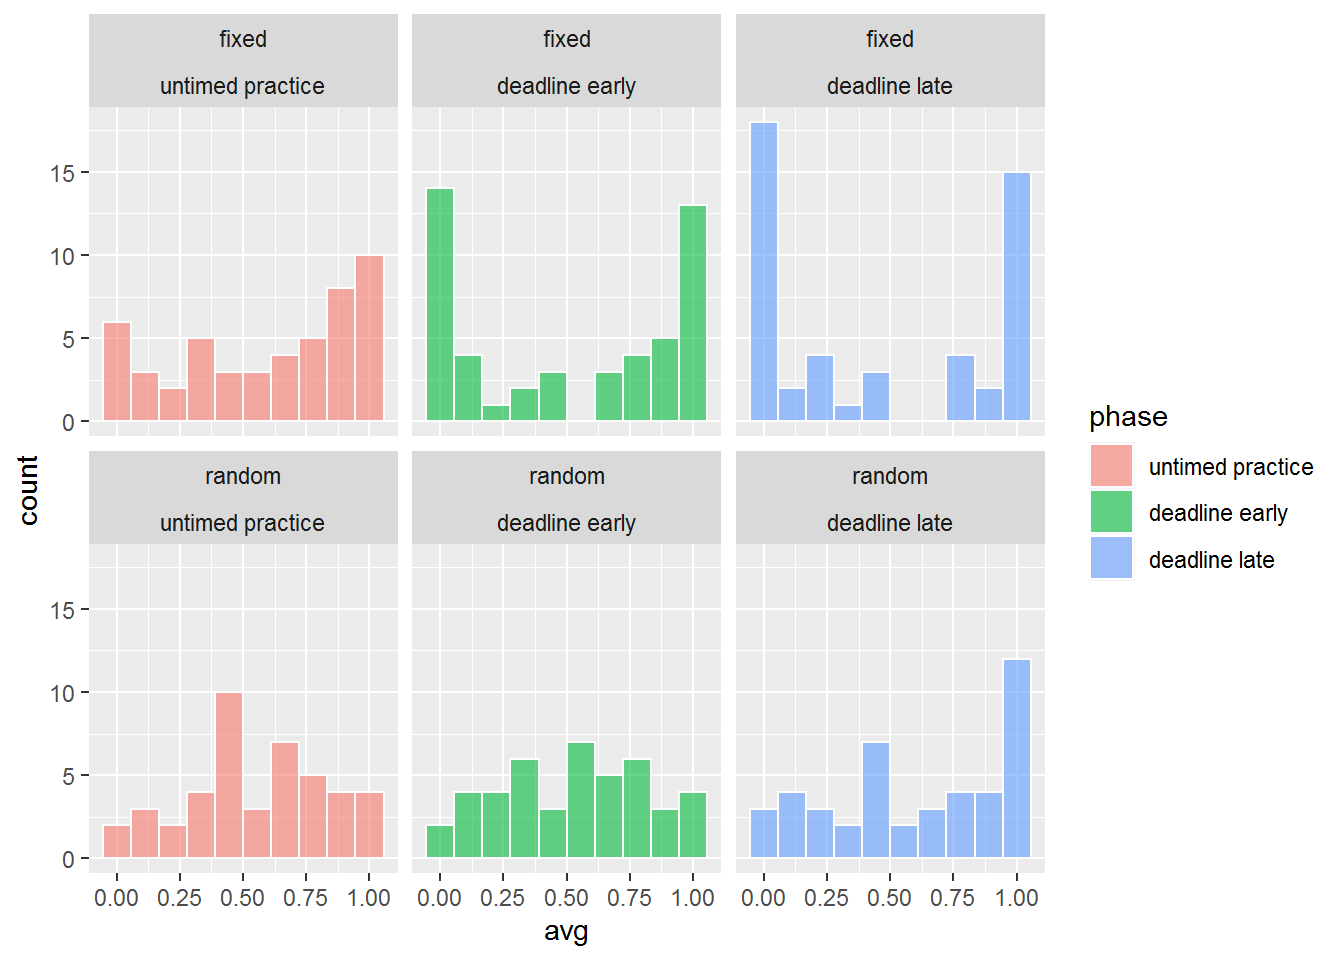 fixed
untimed practice
fixed
deadline early
fixed
deadline late
15
10
5
0
random
untimed practice
random
deadline early
random
deadline late
15
10
5
0
0.00 0.25 0.50 0.75 1.00
0.00 0.25 0.50 0.75 1.00
0.00 0.25 0.50 0.75 1.00
avg
count
phase
untimed practice
deadline early
deadline late